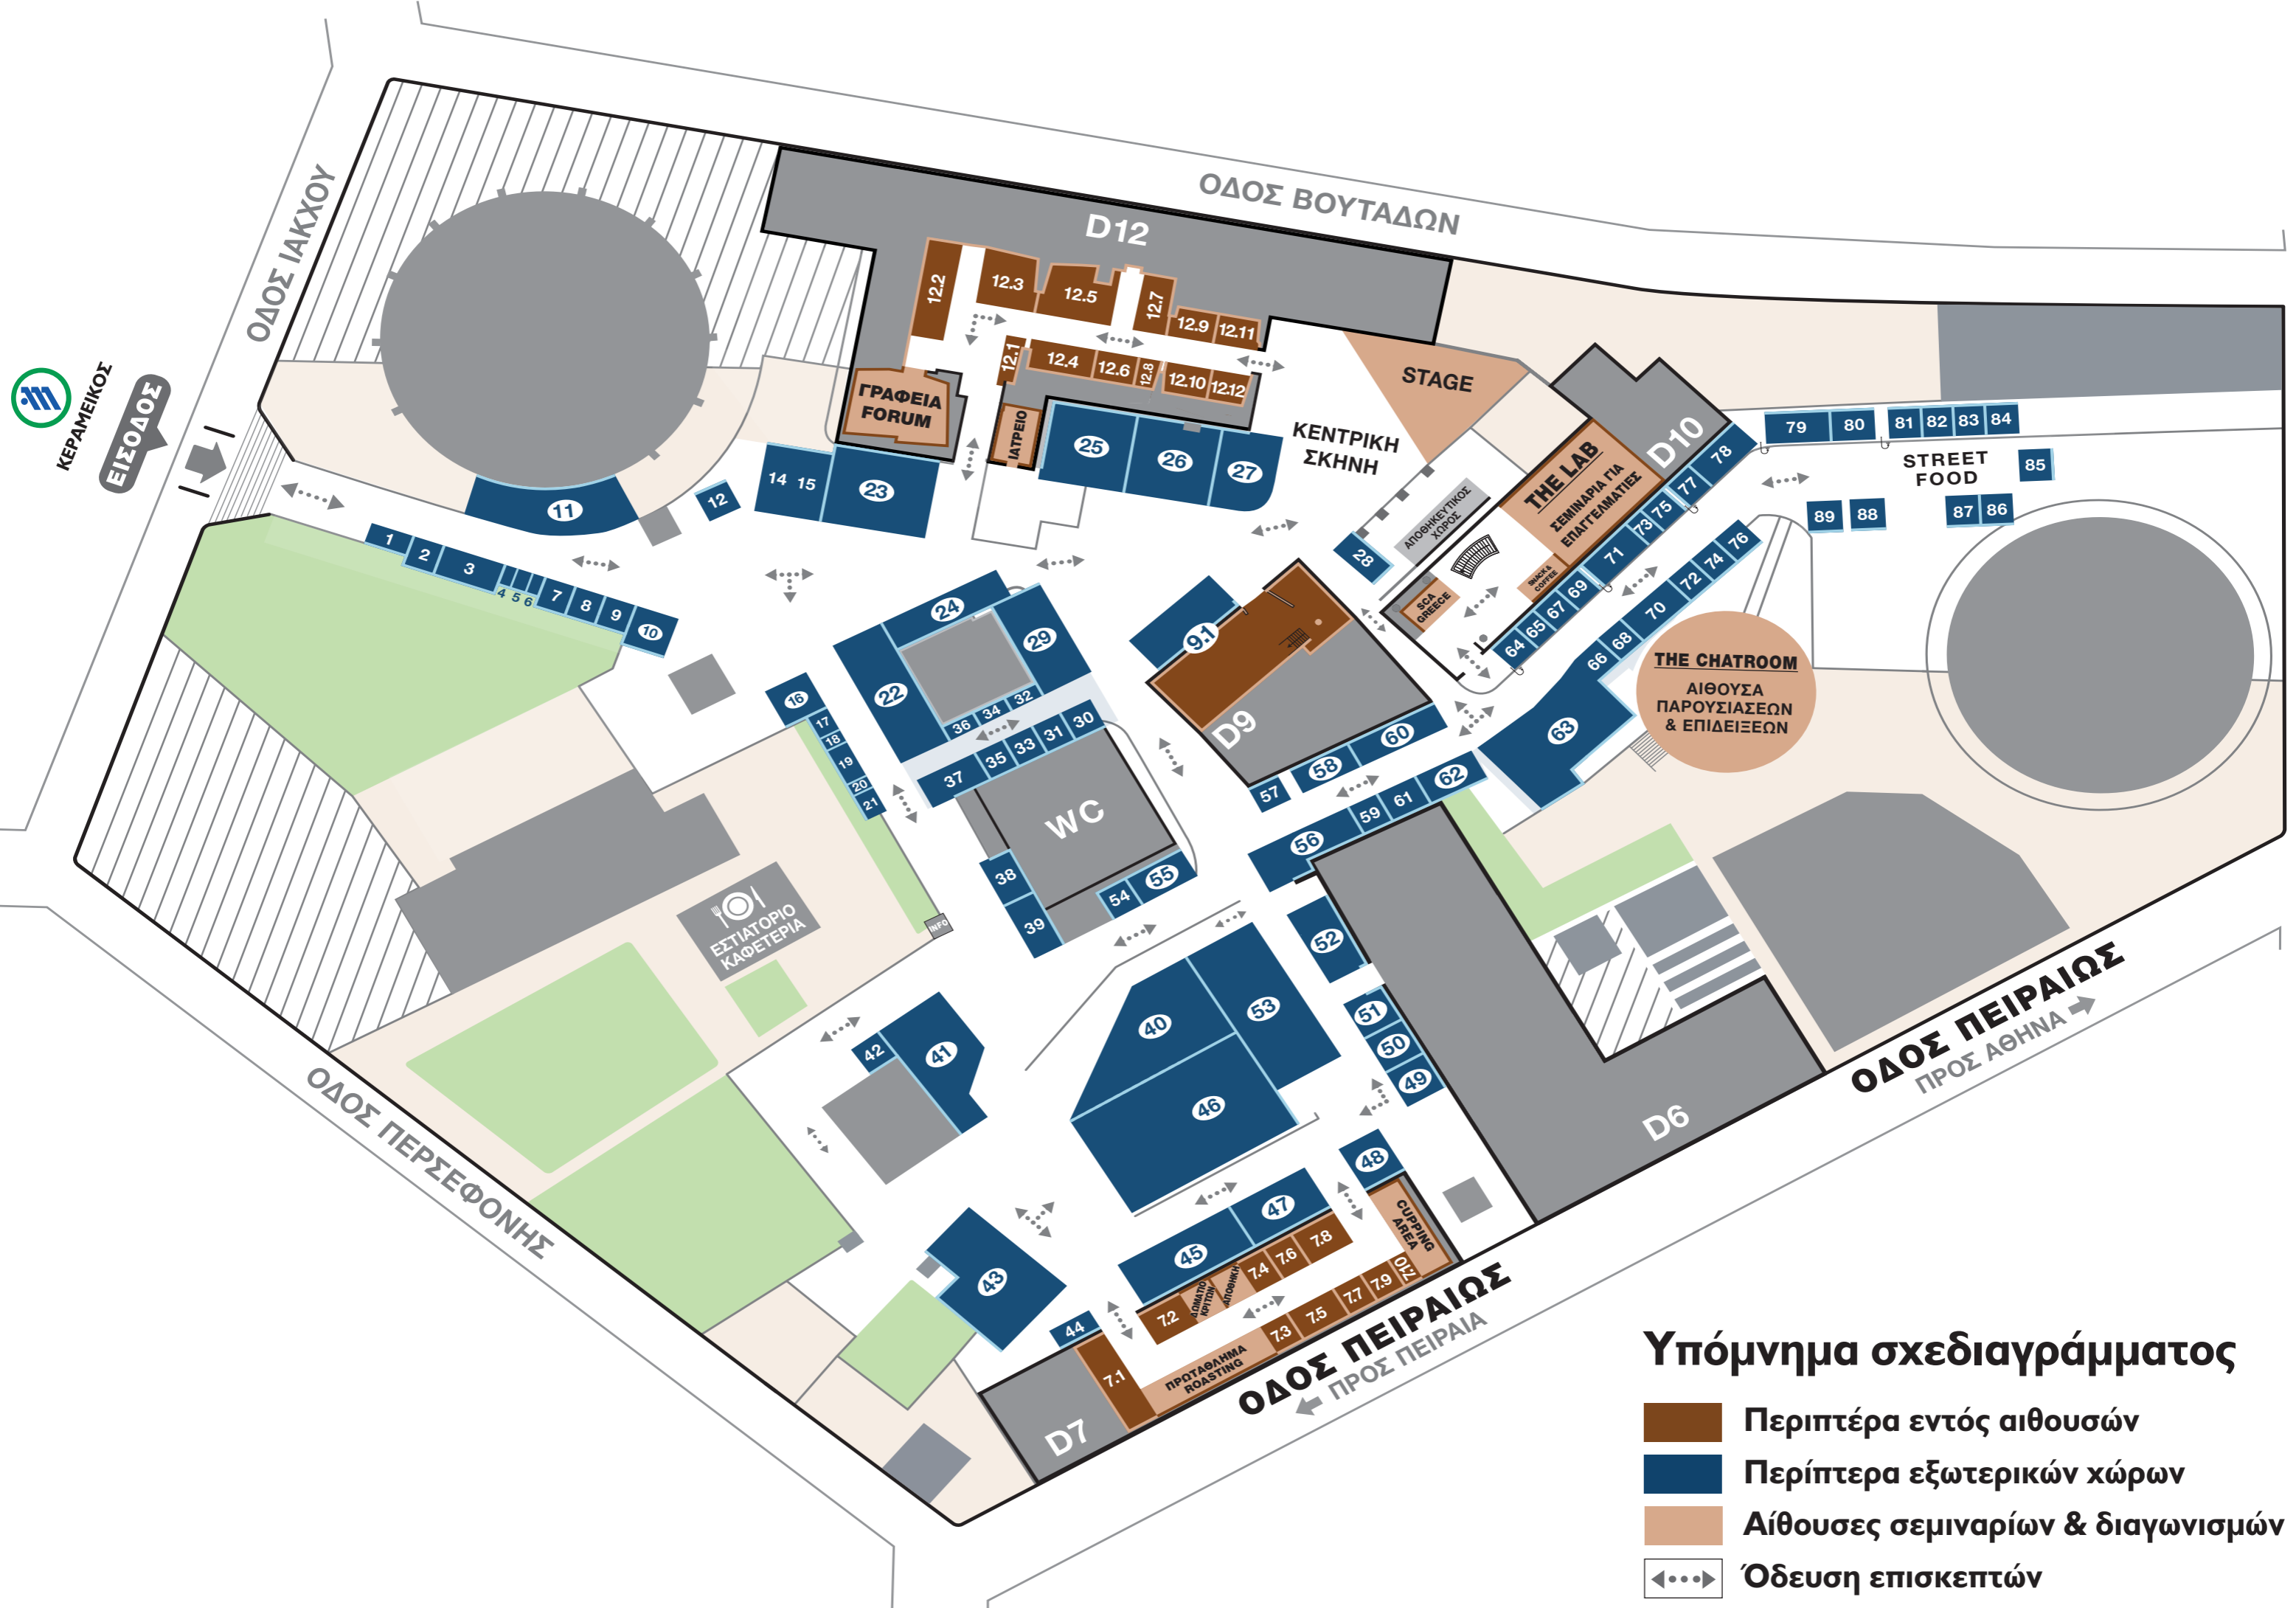 ΟΔΟΣ ΒΟΥΤΑΔΩΝ
ΟΔΟΣ ΙΑΚΧΟΥ
ΚΕΡΑΜΕΙΚΟΣ
ΕΙΣΟΔΟΣ
D12
12.2
12.3
12.5
12.7
12.9
12.11
12.1
12.4
12.6
12.8
12.10
12.12
ΓΡΑΦΕΙΑ
FORUM
ΙΑΤΡΕΙΟ
25
26
27
ΚΕΝΤΡΙΚΗ
ΣΚΗΝΗ
STAGE
D10
THE LAB
ΣΕΜΙΝΑΡΙΑ ΓΙΑ
ΕΠΑΓΓΕΛΜΑΤΙΕΣ
ΑΠΟΘΗΚΕΥΤΙΚΟΣ
ΧΩΡΟΣ
SNACK &
COFFEE
SCA
GREECE
28
79
80
81
82
83
84
STREET
FOOD
85
86
87
88
89
78
77
75
73
71
69
67
65
64
76
74
72
70
68
66
63
THE CHATROOM
ΑΙΘΟΥΣΑ
ΠΑΡΟΥΣΙΑΣΕΩΝ
& ΕΠΙΔΕΙΞΕΩΝ
11
12
14 15
23
1
2
3
4 5 6
7
8
9
10
16
17
18
19
20
21
22
24
29
36
34
32
37
35
33
31
30
WC
38
39
54
55
9.1
D9
57
58
60
56
59
61
62
52
51
50
49
D6
INFO
ΕΣΤΙΑΤΟΡΙΟ
ΚΑΦΕΤΕΡΙΑ
42
41
40
53
46
43
44
45
47
48
CUPPING
AREA
7.1
7.2
ΔΩΜΑΤΙΟ
ΚΡΙΤΩΝ
ΑΠΟΘΗΚΗ
7.4
7.6
7.8
ΠΡΩΤΑΘΛΗΜΑ
ROASTING
7.3
7.5
7.7
7.9
7.10
D7
ΟΔΟΣ ΠΕΡΣΕΦΟΝΗΣ
ΟΔΟΣ ΠΕΙΡΑΙΩΣ
ΠΡΟΣ ΑΘΗΝΑ
ΟΔΟΣ ΠΕΙΡΑΙΩΣ
ΠΡΟΣ ΠΕΙΡΑΙΑ
Υπόμνημα σχεδιαγράμματος
Περιπτέρα εντός αιθουσών
Περίπτερα εξωτερικών χώρων
Αίθουσες σεμιναρίων & διαγωνισμών
Όδευση επισκεπτών